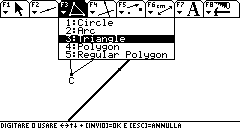 F1 F2 F3 F4 F5 F6 cm F7 A F8
1:Circle
2:Arc
3:Triangle
4:Polygon
5:Regular Polygon
C
DIGITARE O USARE ←→↑↓ + [INVIO]=OK E [ESC]=ANNULLA